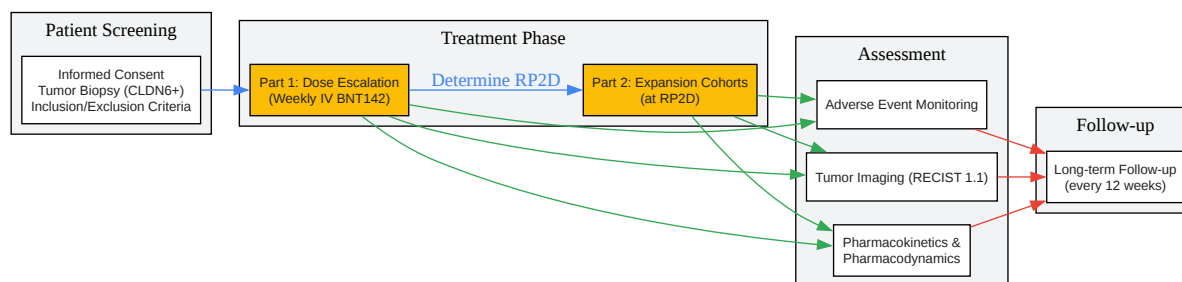 Patient Screening
Informed Consent
Tumor Biopsy (CLDN6+)
Inclusion/Exclusion Criteria
Treatment Phase
Part 1: Dose Escalation
(Weekly IV BNT142)
Determine RP2D
Part 2: Expansion Cohorts
(at RP2D)
Assessment
Adverse Event Monitoring
Tumor Imaging (RECIST 1.1)
Pharmacokinetics &
Pharmacodynamics
Follow-up
Long-term Follow-up
(every 12 weeks)